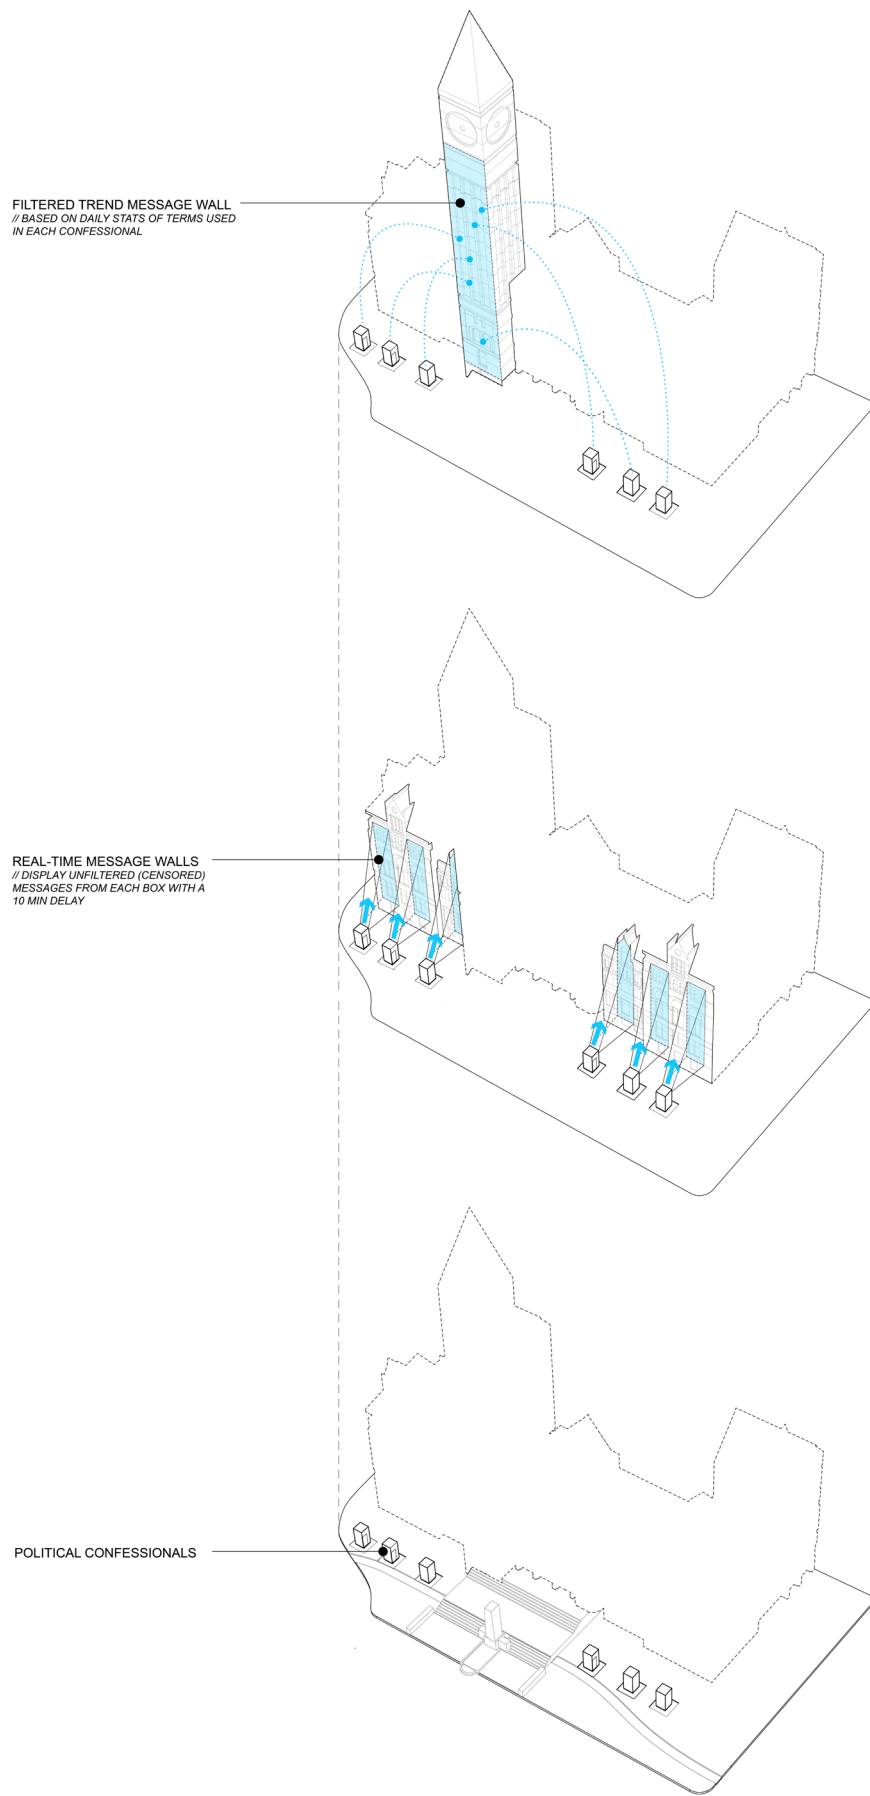 FILTERED TREND MESSAGE WALL
// BASED ON DAILY STATS OF TERMS USED
IN EACH CONFESSIONAL
REAL-TIME MESSAGE WALLS
// DISPLAY UNFILTERED (CENSORED)
MESSAGES FROM EACH BOX WITH A
10 MIN DELAY
POLITICAL CONFESSIONALS